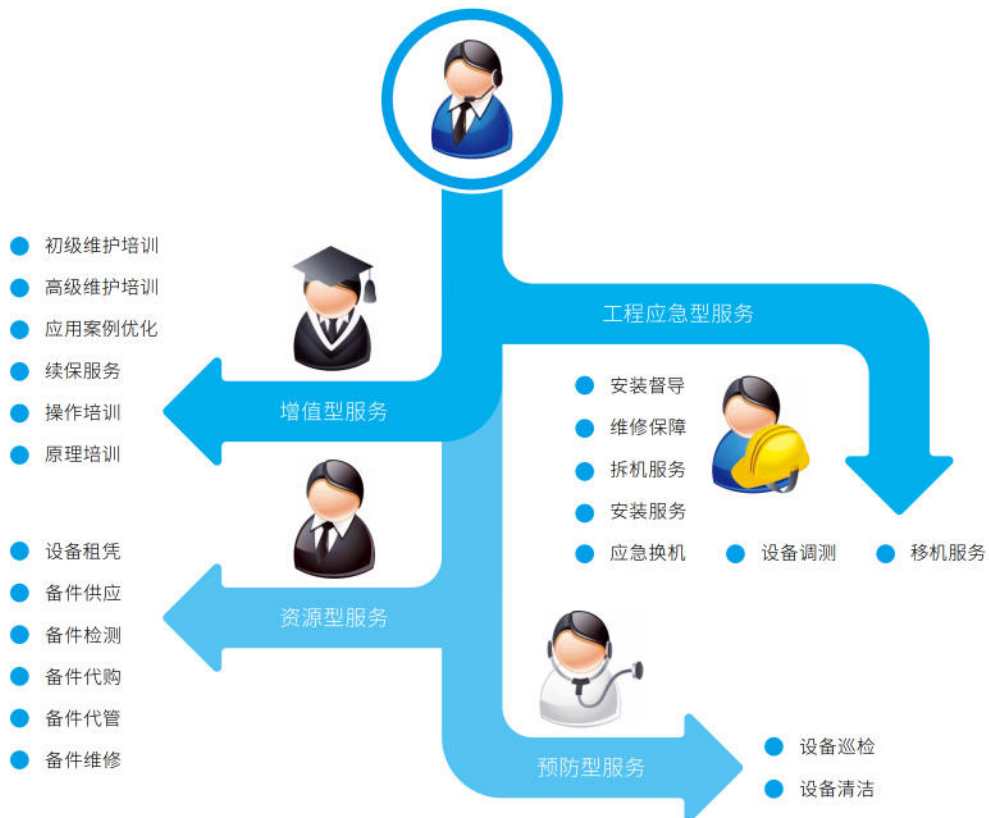 初级维护培训
高级维护培训
应用案例优化
续保服务
操作培训
原理培训
增值型服务
工程应急型服务
安装督导
维修保障
拆机服务
安装服务
应急换机
设备调测
移机服务
设备租凭
备件供应
备件检测
备件代购
备件代管
备件维修
资源型服务
预防型服务
设备巡检
设备清洁